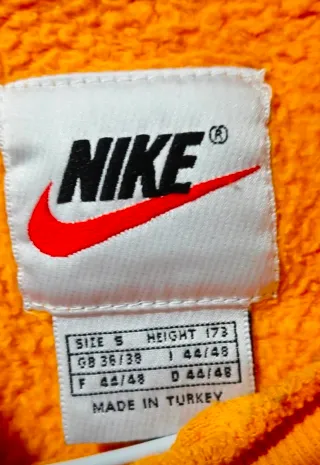 NIKE®
SIZE S HEIGHT 173
GB 36/38 I 44/48
F 44/48 D 44/48
MADE IN TURKEY